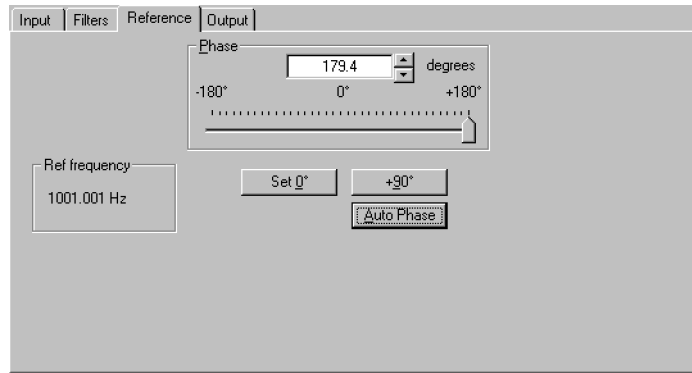 Input Filters Reference Output
Phase
179.4 degrees
-180° 0° +180°
Ref frequency
1001.001 Hz
Set 0° +90°
Auto Phase